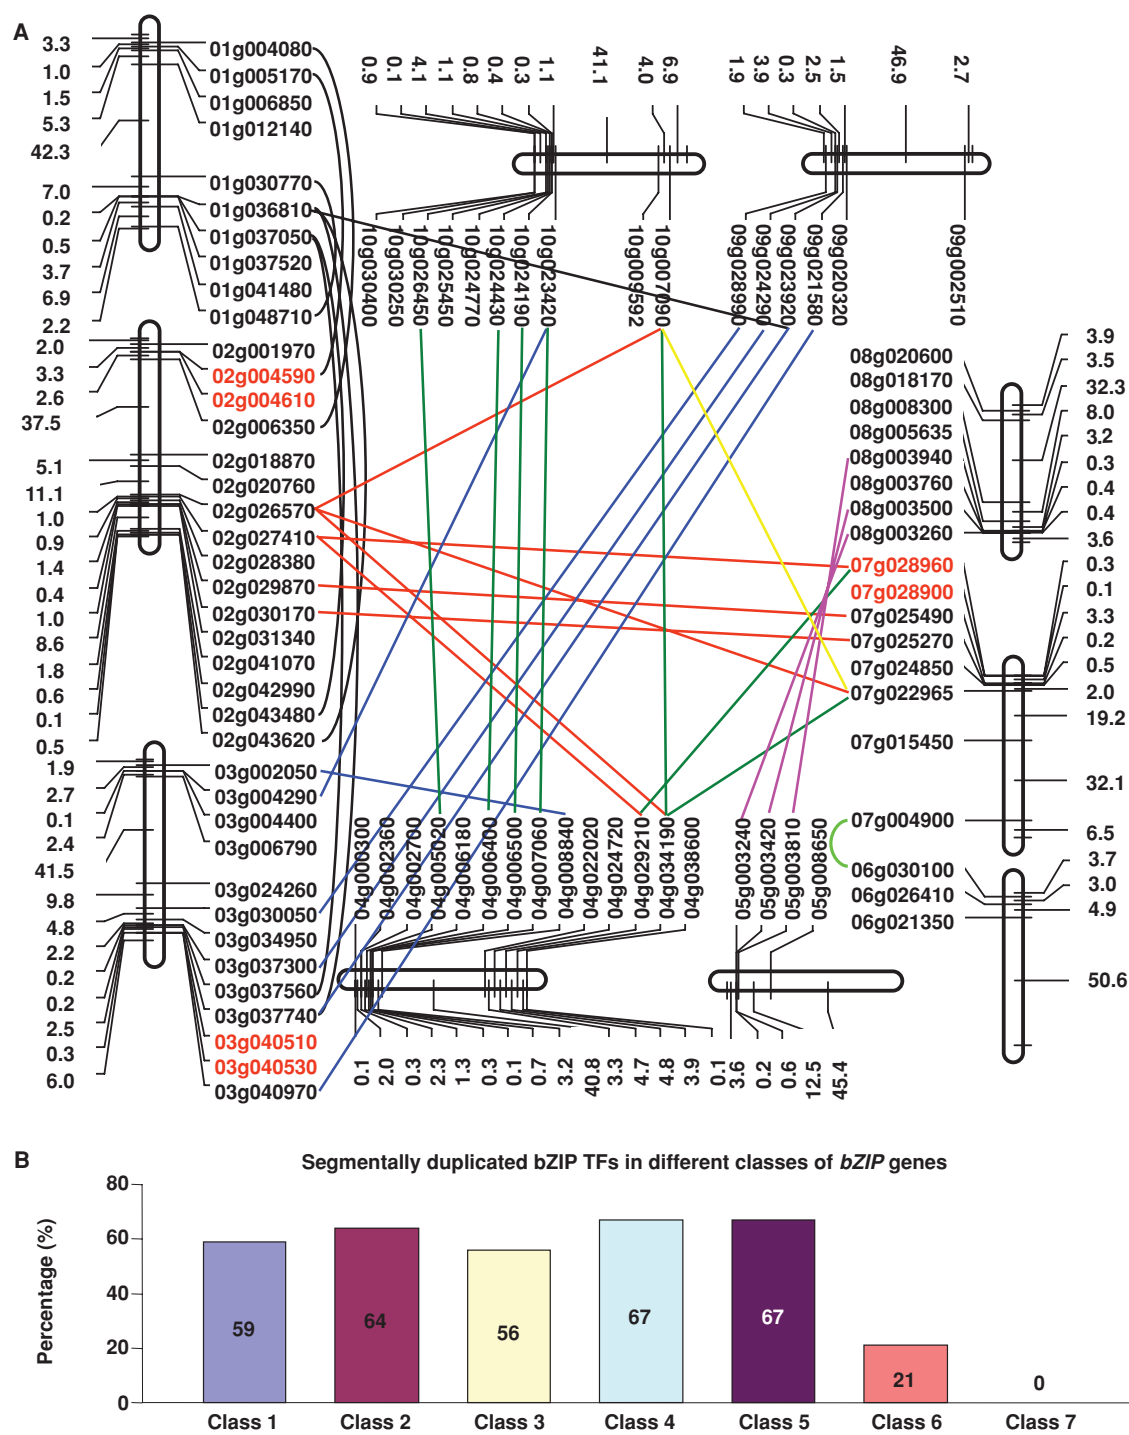 A
3.3
1.0
1.5
5.3
42.3
7.0
0.2
0.5
3.7
6.9
2.2
2.0
3.3
2.6
37.5
5.1
11.1
1.0
0.9
1.4
0.4
1.0
8.6
1.8
0.6
0.1
0.5
1.9
2.7
0.1
2.4
41.5
9.8
4.8
2.2
0.2
0.2
2.5
0.3
6.0
01g004080
01g005170
01g006850
01g012140
01g030770
01g036810
01g037050
01g037520
01g041480
01g048710
02g001970
02g004590
02g004610
02g006350
02g018870
02g020760
02g026570
02g027410
02g028380
02g029870
02g030170
02g031340
02g041070
02g042990
02g043480
02g043620
03g002050
03g004290
03g004400
03g006790
03g024260
03g030050
03g034950
03g037300
03g037560
03g037740
03g040510
03g040530
03g040970
0.9
0.1
4.1
1.1
0.8
0.4
0.3
1.1
41.1
4.0
6.9
10g030400
10g030250
10g026450
10g025450
10g024770
10g024430
10g024190
10g023420
10g009592
10g007090
1.9
3.9
0.3
2.5
1.5
46.9
2.7
09g028990
09g024290
09g023920
09g021580
09g020320
09g002510
08g020600
08g018170
08g008300
08g005635
08g003940
08g003760
08g003500
08g003260
07g028960
07g028900
07g025490
07g025270
07g024850
07g022965
07g015450
07g004900
06g030100
06g026410
06g021350
3.9
3.5
32.3
8.0
3.2
0.3
0.4
0.4
3.6
0.3
0.1
3.3
0.2
0.5
2.0
19.2
32.1
6.5
3.7
3.0
4.9
50.6
04g000300
04g002360
04g002700
04g005020
04g006180
04g006400
04g006500
04g007060
04g008840
04g022020
04g024720
04g029210
04g034190
04g038600
05g003240
05g003420
05g003810
05g008650
0.1
2.0
0.3
2.3
1.3
0.3
0.1
0.7
3.2
40.8
3.3
4.7
4.8
3.9
0.1
3.6
0.2
0.6
12.5
45.4
B
Segmentally duplicated bZIP TFs in different classes of bZIP genes
Percentage (%)
80
60
40
20
0
59
64
56
67
67
21
0
Class 1
Class 2
Class 3
Class 4
Class 5
Class 6
Class 7